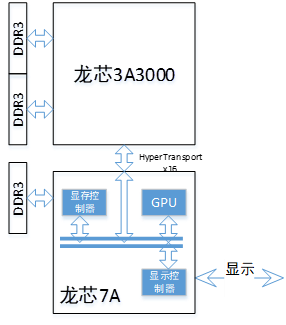 DDR3
龙芯3A3000
DDR3
HyperTransport
x16
DDR3
显存控
制器
GPU
显示控
制器
显示
龙芯7A